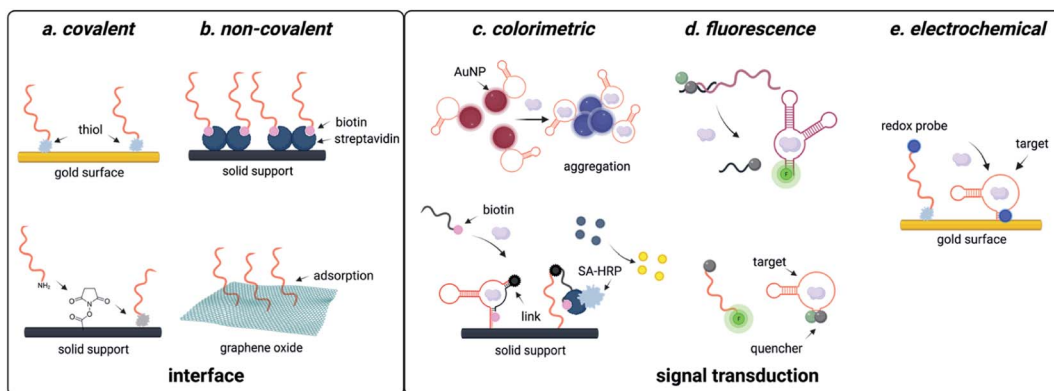 a. covalent
b. non-covalent
thiol
gold surface
biotin
streptavidin
solid support
NH₂
O
N
O
O
O
solid support
adsorption
graphene oxide
interface
c. colorimetric
d. fluorescence
e. electrochemical
AuNP
aggregation
biotin
SA-HRP
link
solid support
F
F
target
quencher
redox probe
target
gold surface
signal transduction